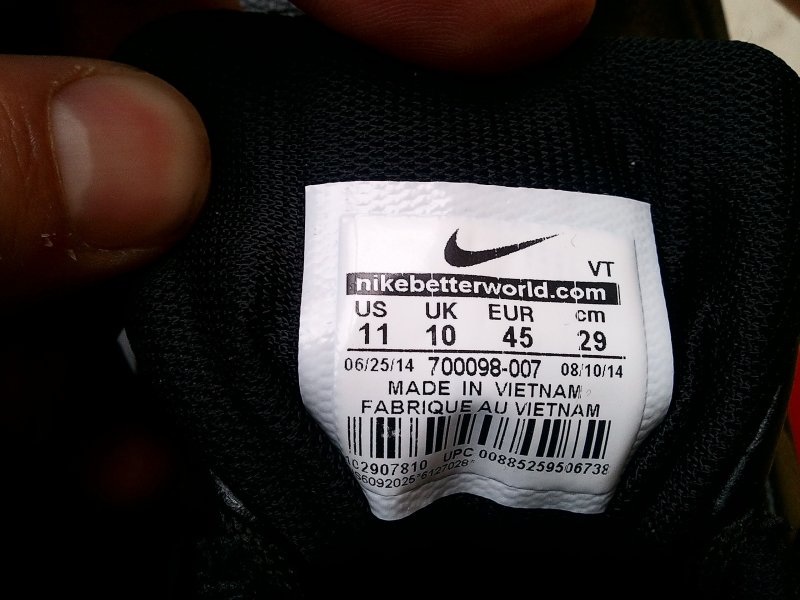 VT
nikebetterworld.com
US UK EUR cm
11 10 45 29
06/25/14 700098-007 08/10/14
MADE IN VIETNAM
FABRIQUE AU VIETNAM
UPC 00885259506738